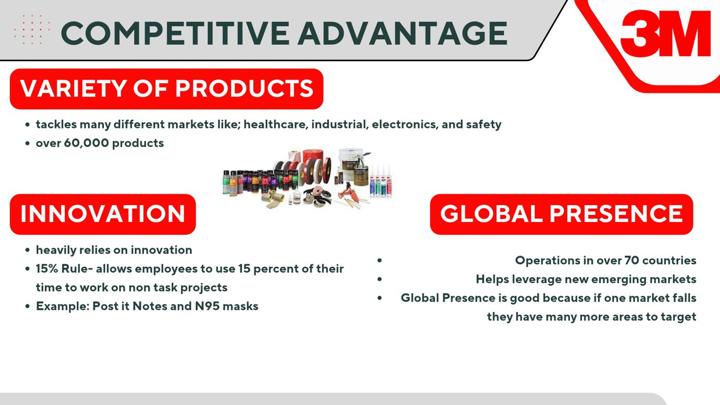 COMPETITIVE ADVANTAGE
3M
VARIETY OF PRODUCTS
• tackles many different markets like; healthcare, industrial, electronics, and safety
• over 60,000 products
INNOVATION
• heavily relies on innovation
• 15% Rule- allows employees to use 15 percent of their
time to work on non task projects
• Example: Post it Notes and N95 masks
GLOBAL PRESENCE
• Operations in over 70 countries
• Helps leverage new emerging markets
• Global Presence is good because if one market falls
they have many more areas to target